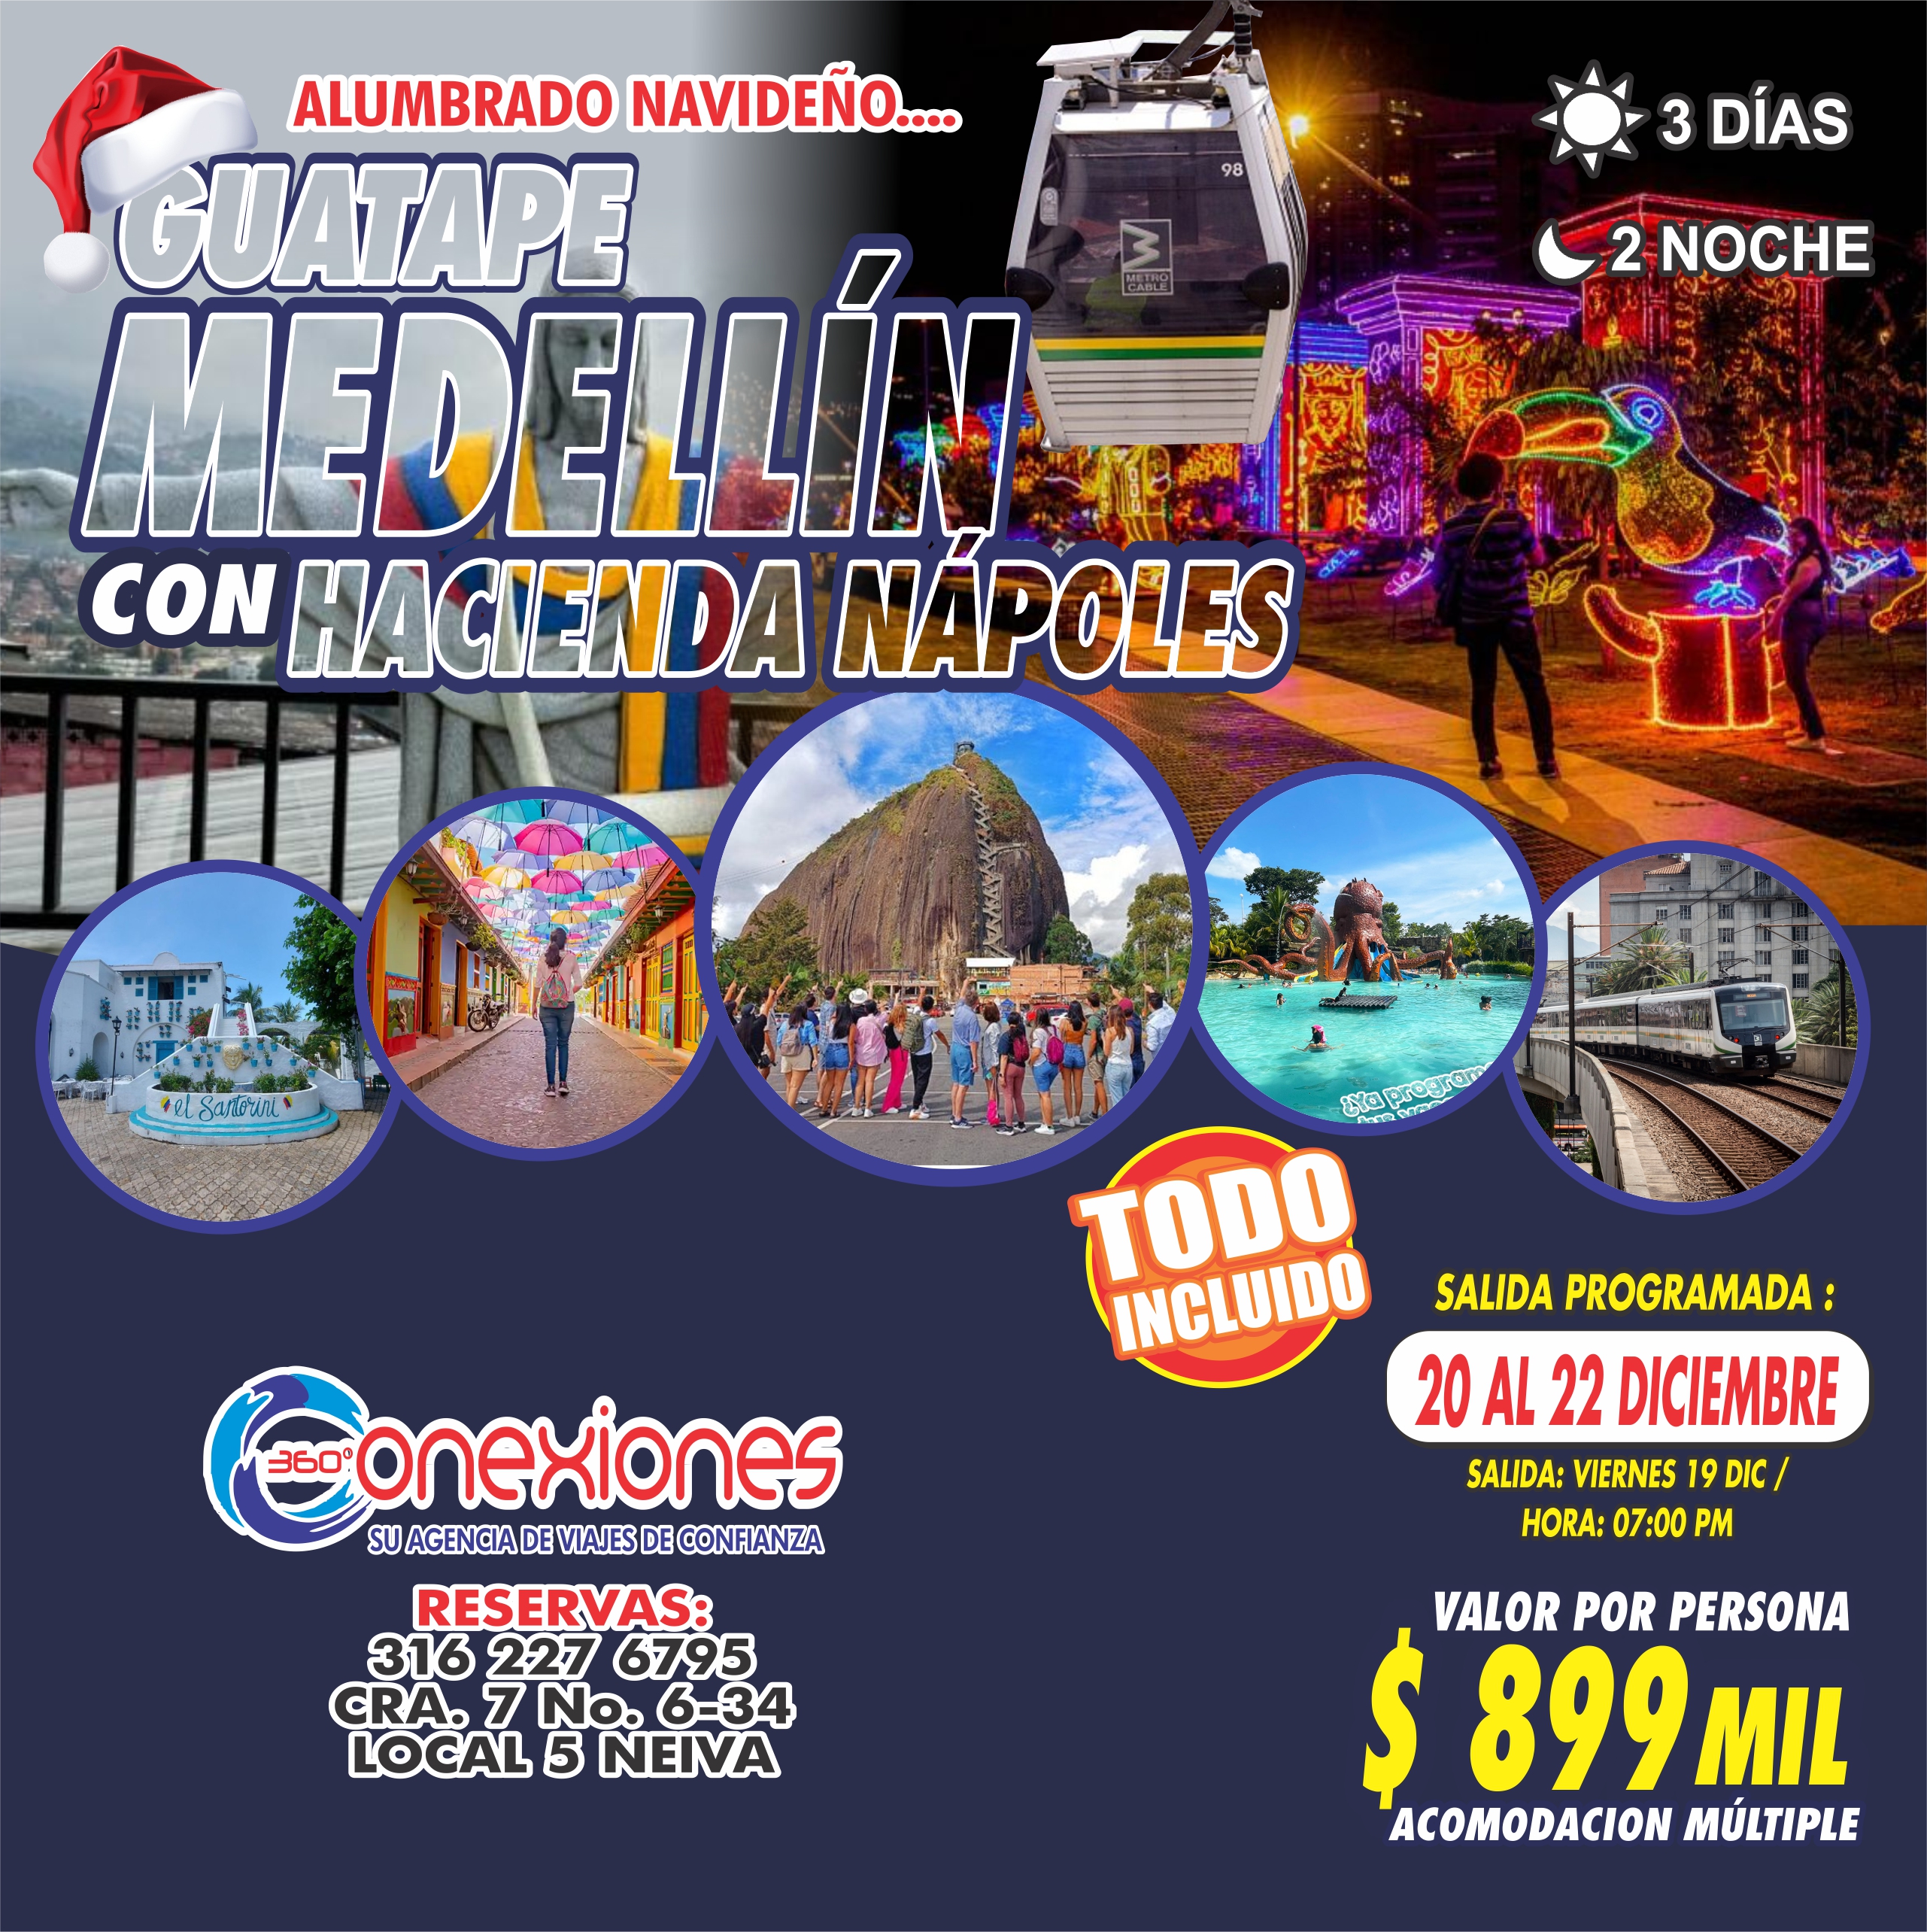 ALUMBRADO NAVIDEÑO....
GUATAPE
MEDELLÍN
CON HACIENDA NÁPOLES
3 DÍAS
2 NOCHE
98
METRO
CABLE
el Santorini
¿Ya program
TODO
INCLUIDO
SALIDA PROGRAMADA :
20 AL 22 DICIEMBRE
SALIDA: VIERNES 19 DIC /
HORA: 07:00 PM
VALOR POR PERSONA
$ 899 MIL
ACOMODACION MÚLTIPLE
360° Conexiones
SU AGENCIA DE VIAJES DE CONFIANZA
RESERVAS:
316 227 6795
CRA. 7 No. 6-34
LOCAL 5 NEIVA